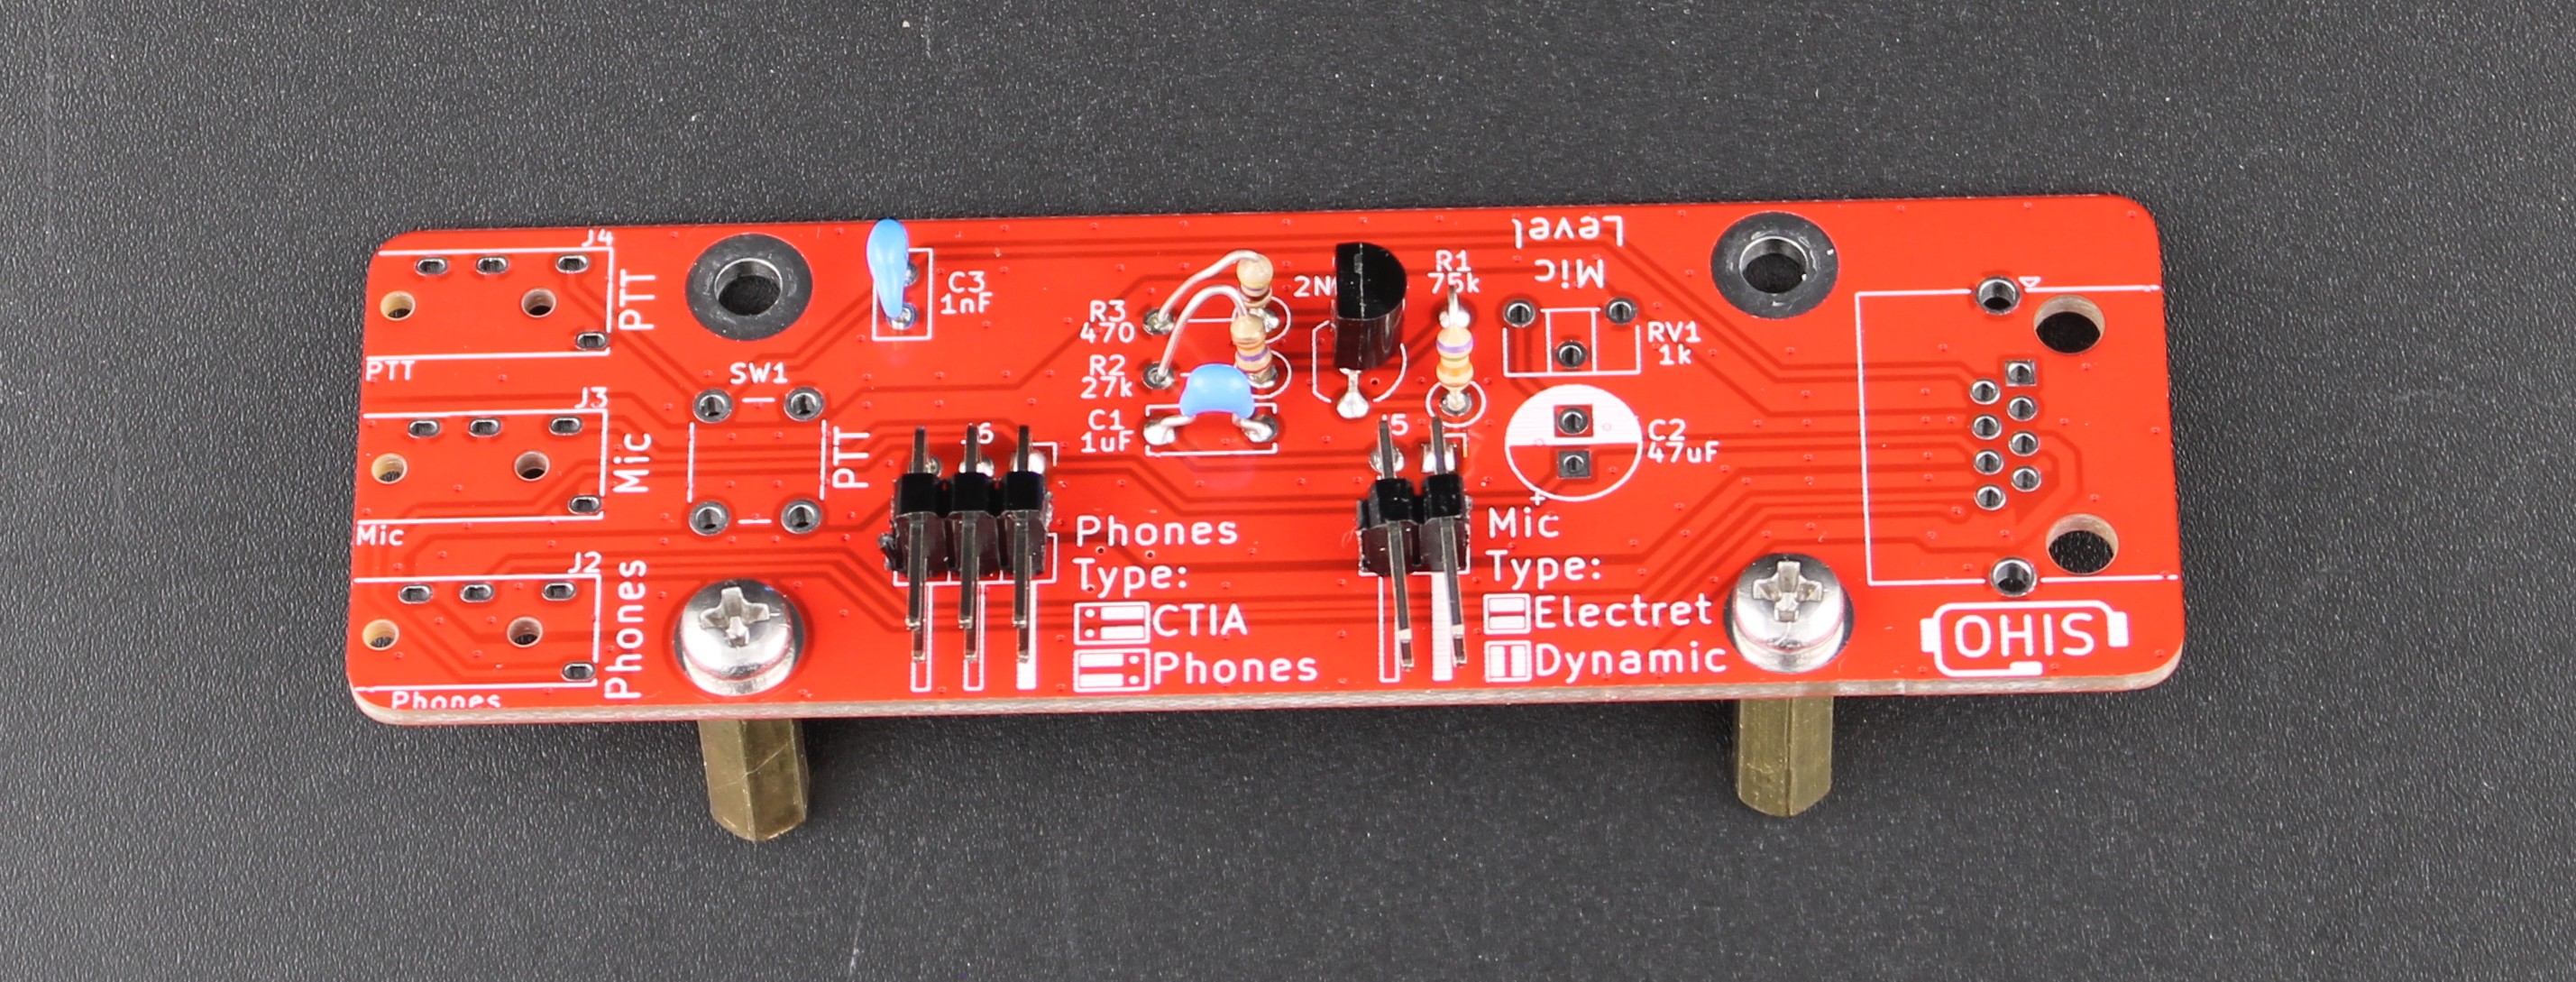 J4
PTT
PTT
J3
Mic
Mic
J2
Phones
Phones
SW1
PTT
C3
1nF
R3
470
R2
27k
C1
1uF
2N
R1
75k
Mic
Level
RV1
1k
C2
47uF
+
Phones
Type:
CTIA
Phones
Mic
Type:
Electret
Dynamic
OHIS